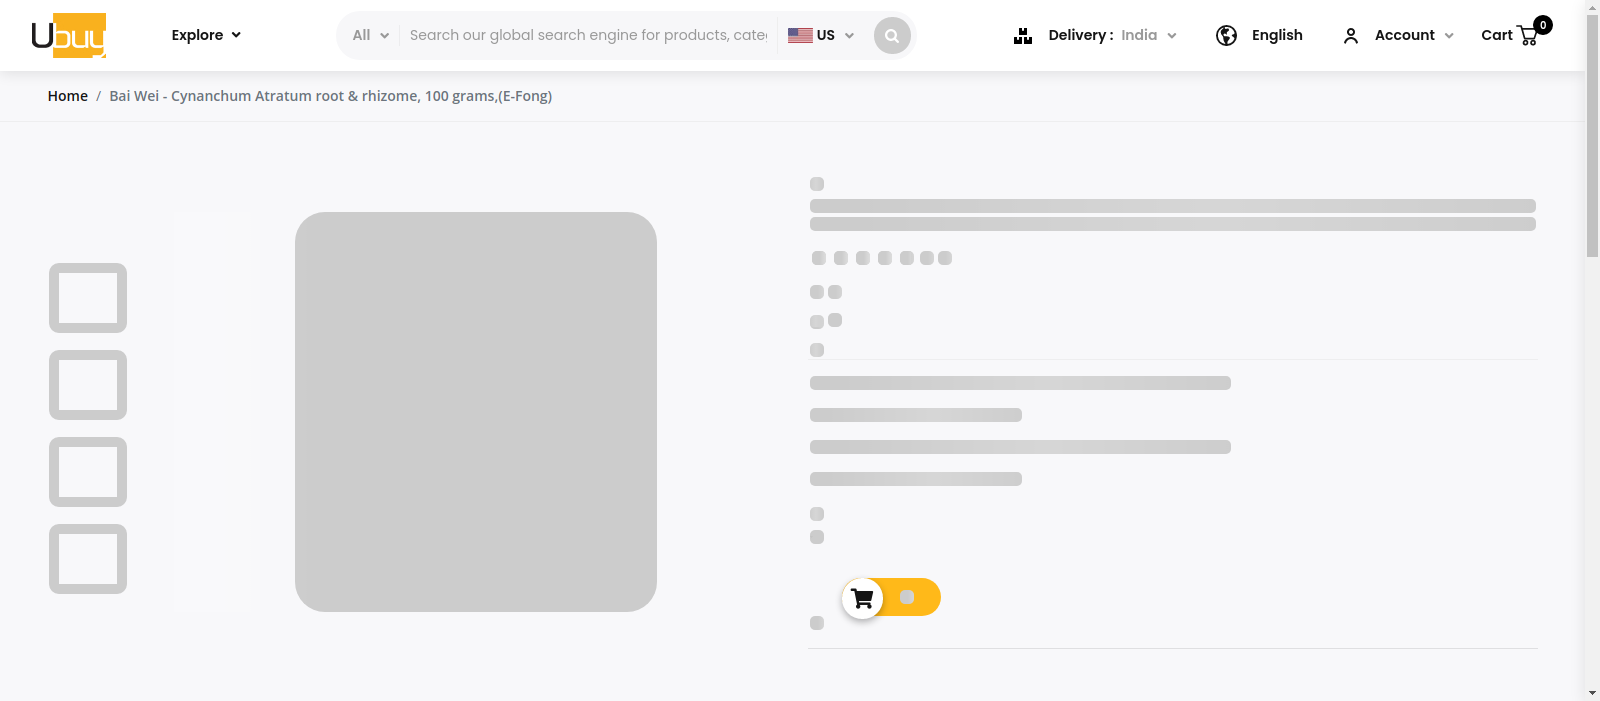 Ubuy
Explore
All
Search our global search engine for products, cate
US
Delivery : India
English
Account
Cart
0
Home / Bai Wei - Cynanchum Atratum root & rhizome, 100 grams,(E-Fong)